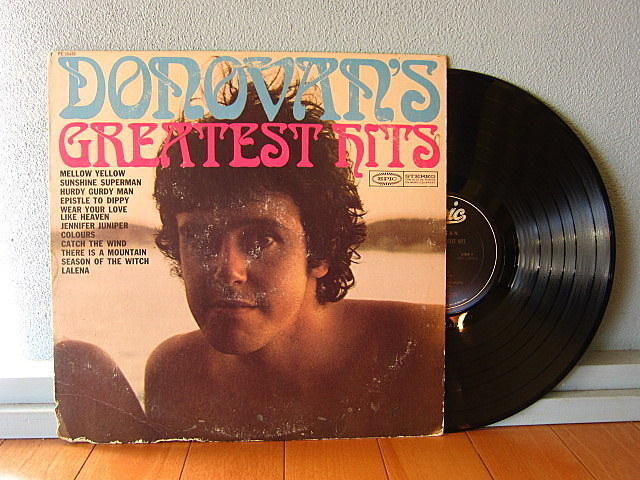 DONOVAN'S
GREATEST HITS
MELLOW YELLOW
SUNSHINE SUPERMAN
HURDY GURDY MAN
EPISTLE TO DIPPY
WEAR YOUR LOVE
LIKE HEAVEN
JENNIFER JUNIPER
COLOURS
CATCH THE WIND
THERE IS A MOUNTAIN
SEASON OF THE WITCH
LALENA
EPIC
STEREO